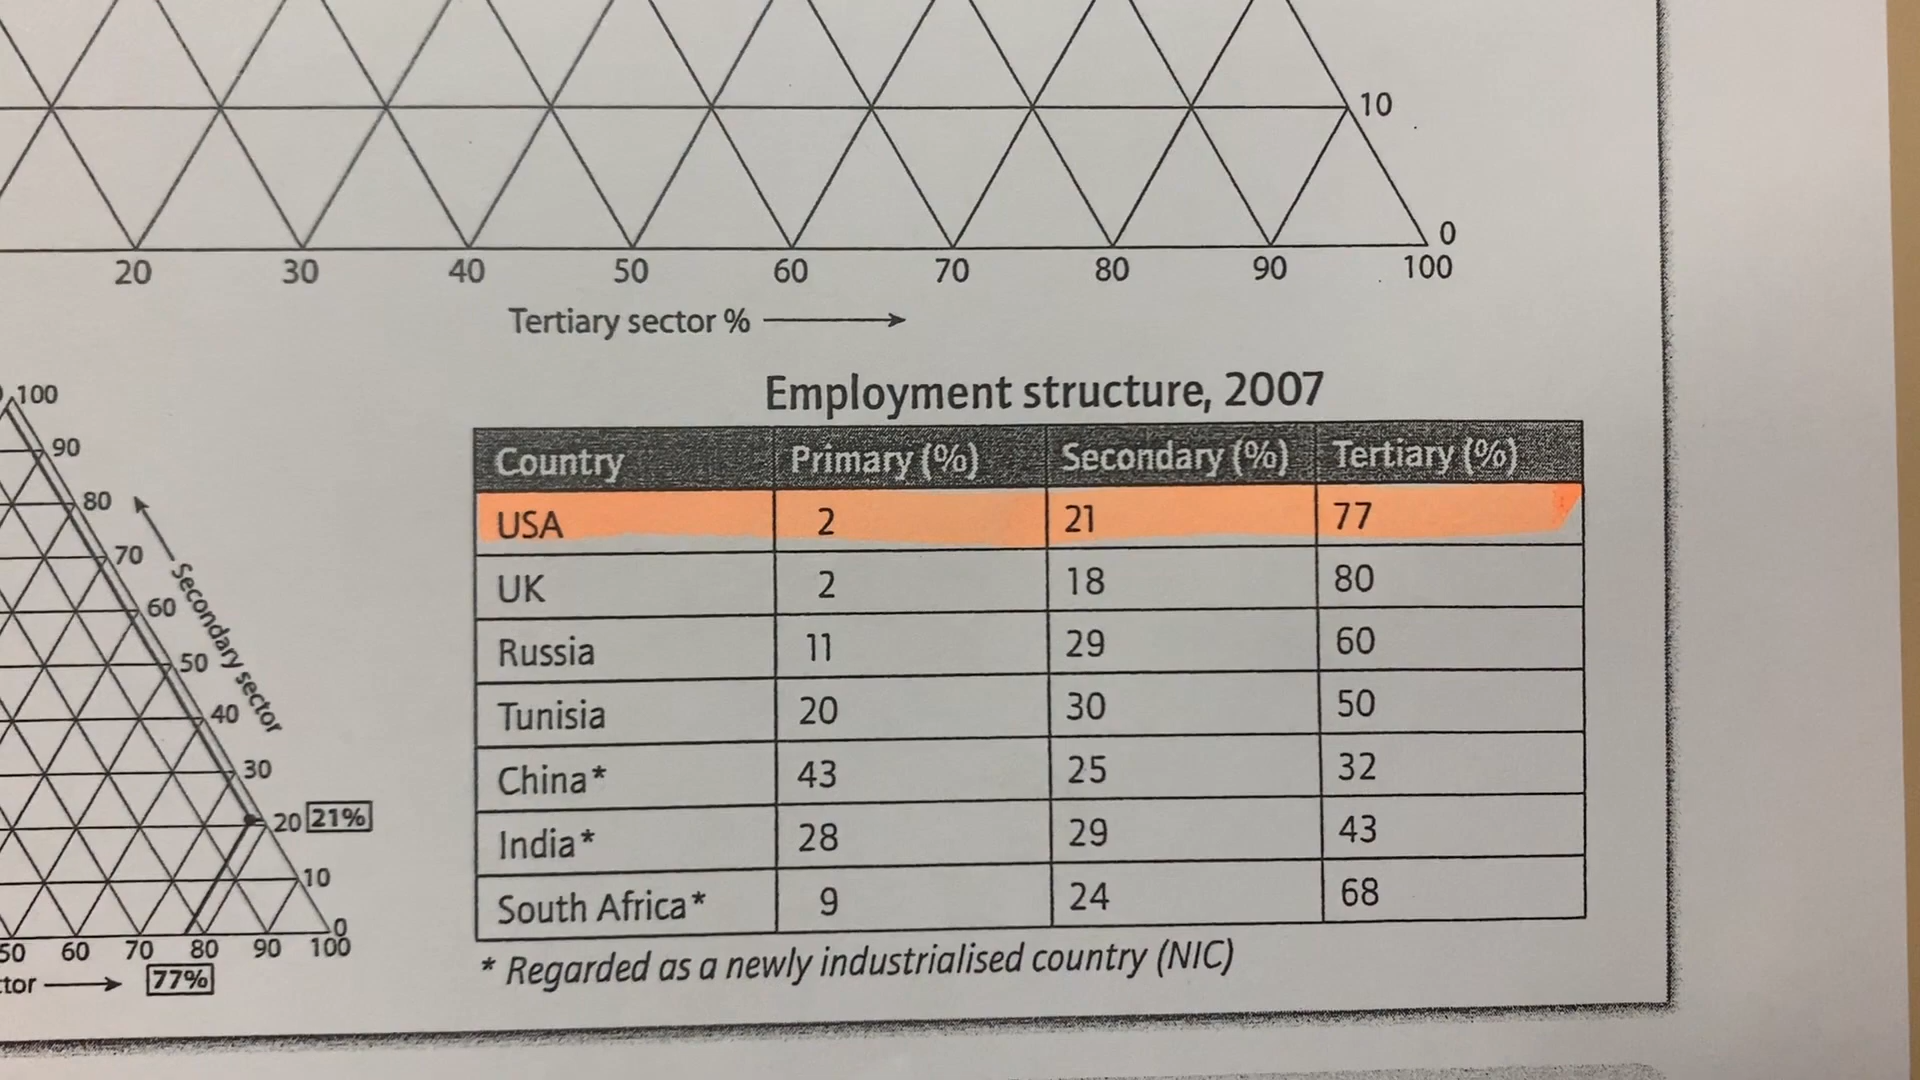 10
0
20 30 40 50 60 70 80 90 100
Tertiary sector %
Employment structure, 2007
Country Primary (%) Secondary (%) Tertiary (%)
USA 2 21 77
UK 2 18 80
Russia 11 29 60
Tunisia 20 30 50
China* 43 25 32
India* 28 29 43
South Africa* 9 24 68
* Regarded as a newly industrialised country (NIC)
100
90
80
70
60
50
40
30
20 21%
10
0
Secondary sector
50 60 70 80 90 100
tor
77%